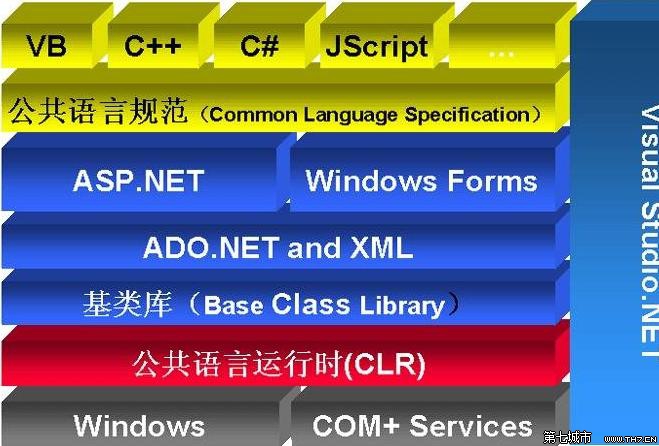 VB C++ C# JScript ...
公共语言规范（Common Language Specification）
ASP.NET Windows Forms
ADO.NET and XML
基类库（Base Class Library）
公共语言运行时(CLR)
Windows COM+ Services
Visual Studio.NET
第七城市 WWW.TH7.CN